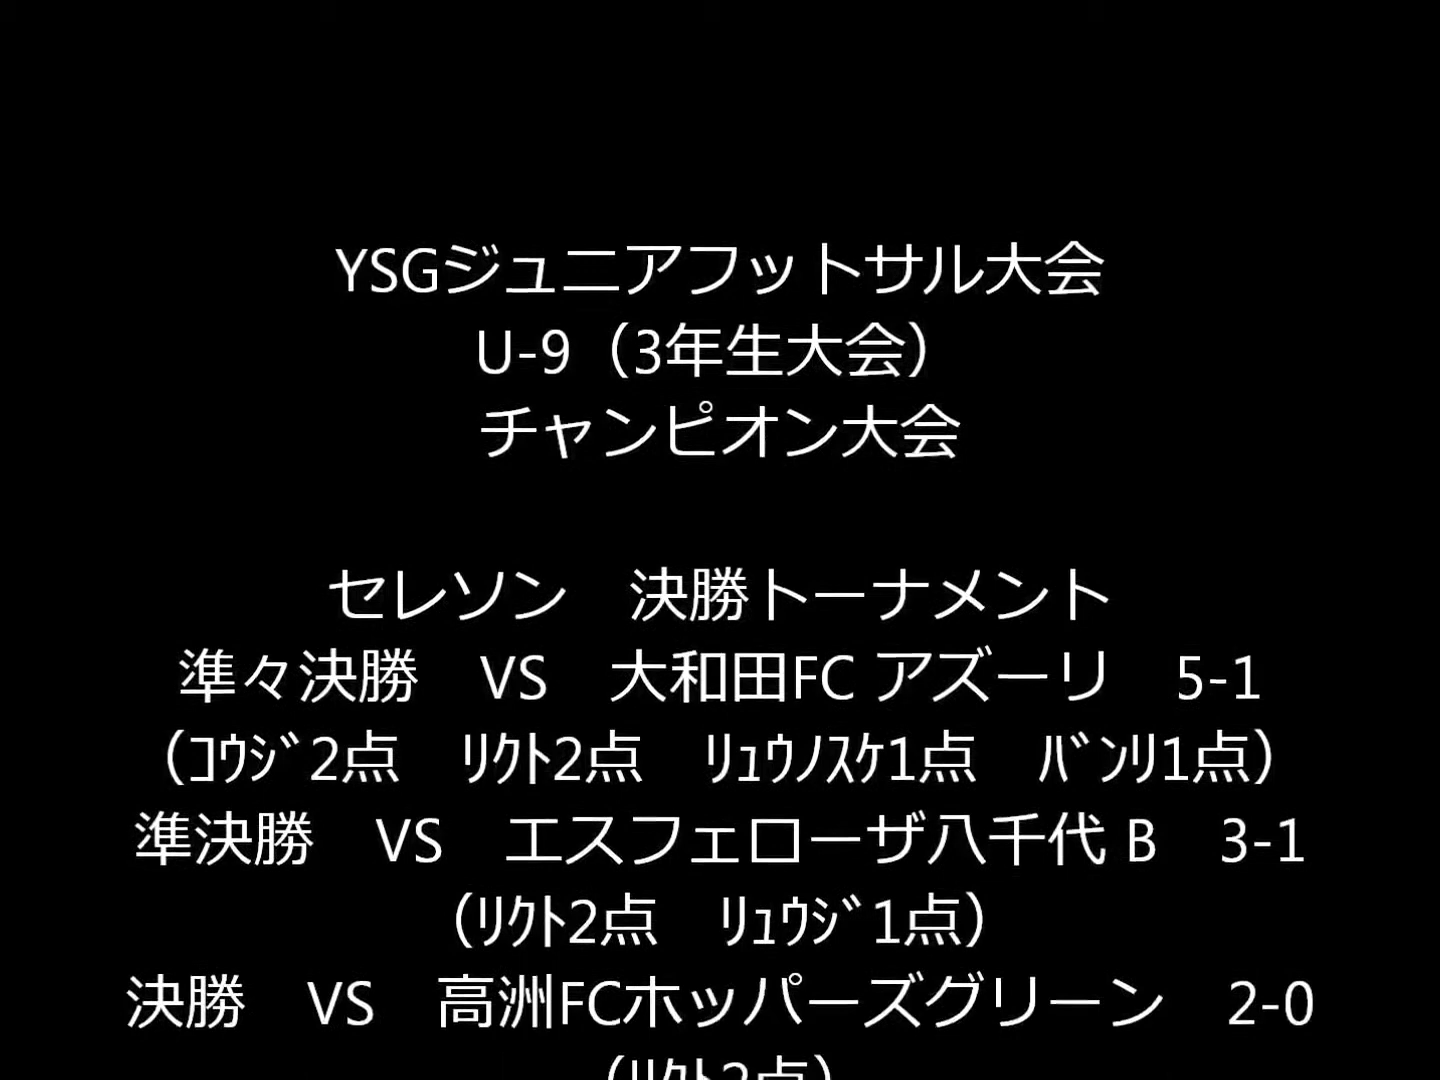 YSGジュニアフットサル大会
U-9（3年生大会）
チャンピオン大会
セレソン　決勝トーナメント
準々決勝　VS　大和田FC アズーリ　5-1
（ｺｳｼﾞ2点　ﾘｸﾄ2点　ﾘｭｳﾉｽｹ1点　ﾊﾞﾝﾘ1点）
準決勝　VS　エスフェローザ八千代 B　3-1
（ﾘｸﾄ2点　ﾘｭｳｼﾞ1点）
決勝　VS　高洲FCホッパーズグリーン　2-0
（ﾘｸﾄ2点）